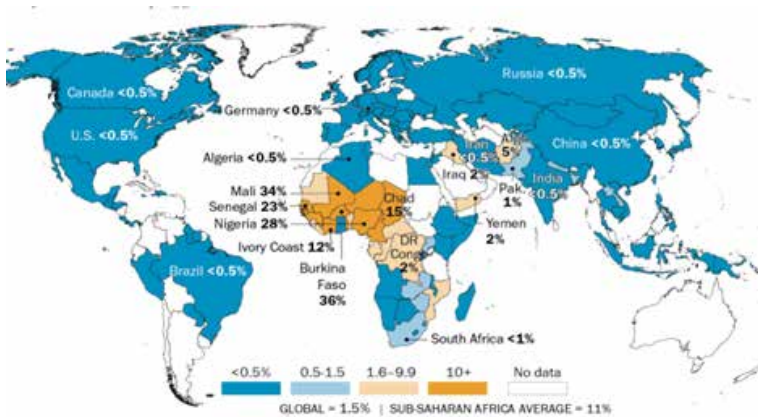 Russia <0.5%
Canada <0.5%
Germany <0.5%
U.S. <0.5%
China <0.5%
Iran
<0.5%
5%
Algeria <0.5%
Iraq 2%
India
<0.5%
Pak.
1%
Mali 34%
Senegal 23%
Chad
15%
Nigeria 28%
Yemen
2%
Ivory Coast 12%
DR
Congo
2%
Burkina
Faso
36%
Brazil <0.5%
South Africa <1%
<0.5%
0.5-1.5
1.6–9.9
10+
No data
GLOBAL = 1.5% | SUB-SAHARAN AFRICA AVERAGE = 11%